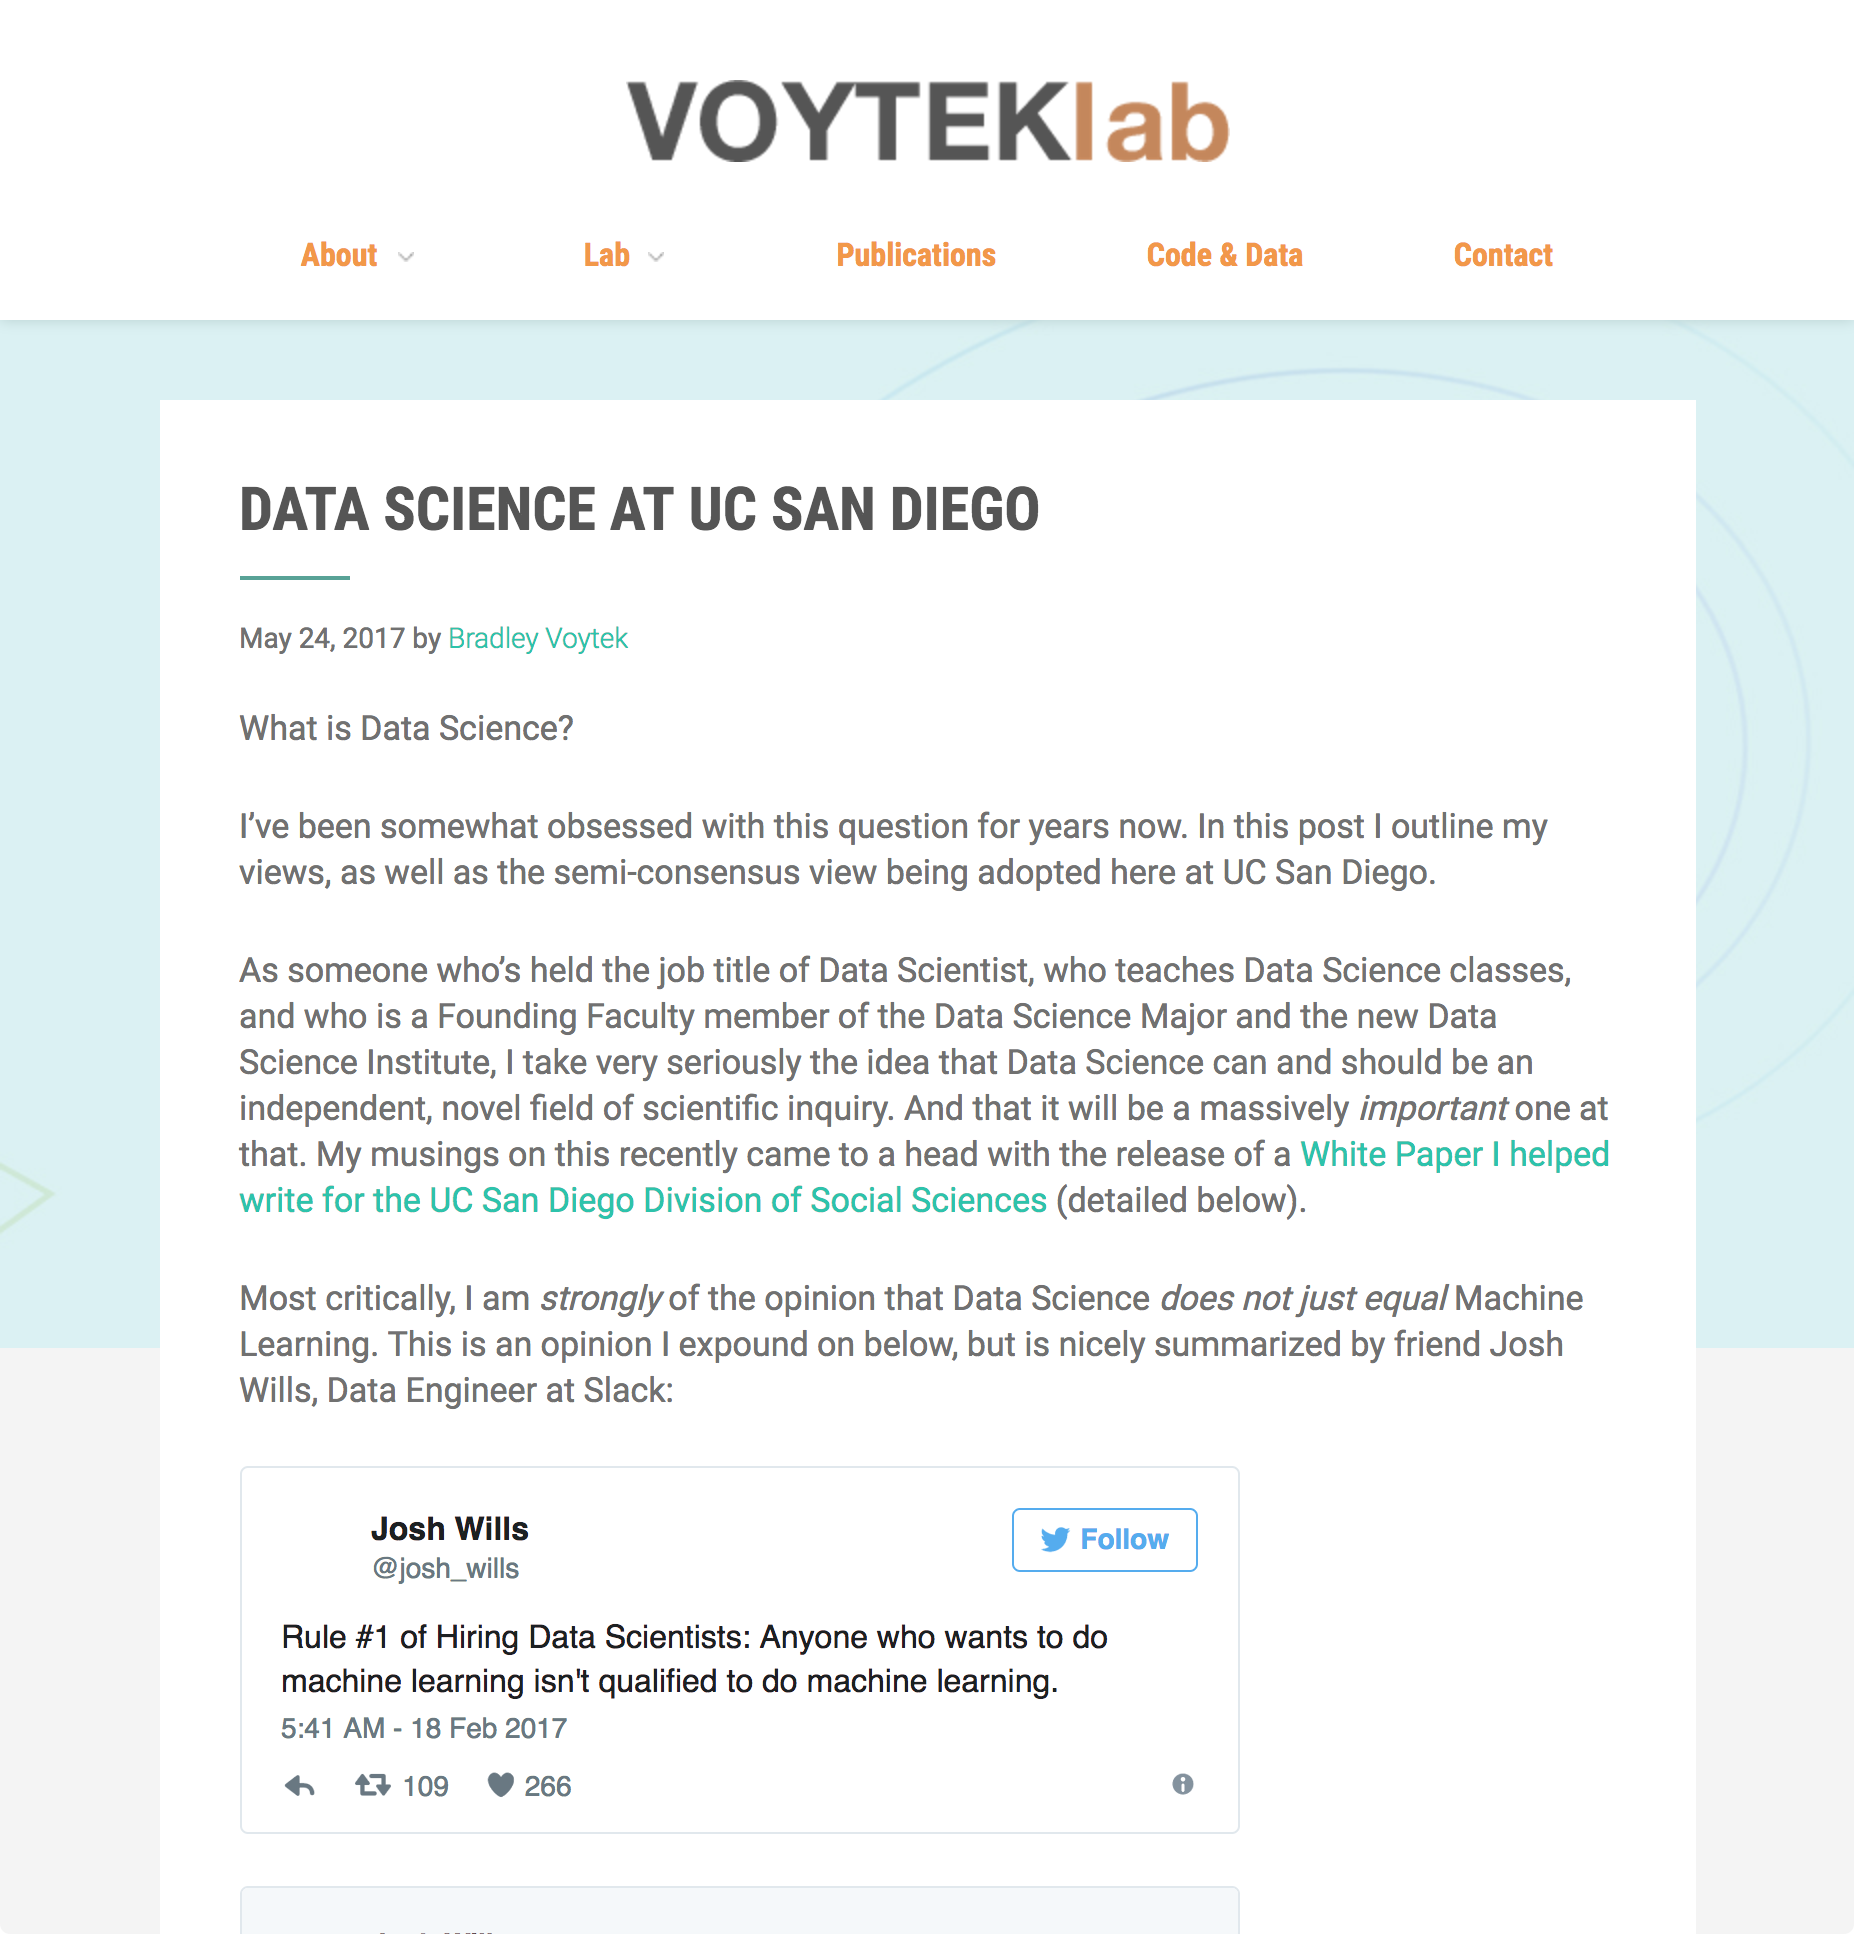 VOYTEKlab
About
Lab
Publications
Code & Data
Contact
DATA SCIENCE AT UC SAN DIEGO
May 24, 2017 by Bradley Voytek
What is Data Science?
I’ve been somewhat obsessed with this question for years now. In this post I outline my
views, as well as the semi-consensus view being adopted here at UC San Diego.
As someone who’s held the job title of Data Scientist, who teaches Data Science classes,
and who is a Founding Faculty member of the Data Science Major and the new Data
Science Institute, I take very seriously the idea that Data Science can and should be an
independent, novel field of scientific inquiry. And that it will be a massively important one at
that. My musings on this recently came to a head with the release of a White Paper I helped
write for the UC San Diego Division of Social Sciences (detailed below).
Most critically, I am strongly of the opinion that Data Science does not just equal Machine
Learning. This is an opinion I expound on below, but is nicely summarized by friend Josh
Wills, Data Engineer at Slack:
Josh Wills
@josh_wills
Follow
Rule #1 of Hiring Data Scientists: Anyone who wants to do
machine learning isn't qualified to do machine learning.
5:41 AM - 18 Feb 2017
109
266